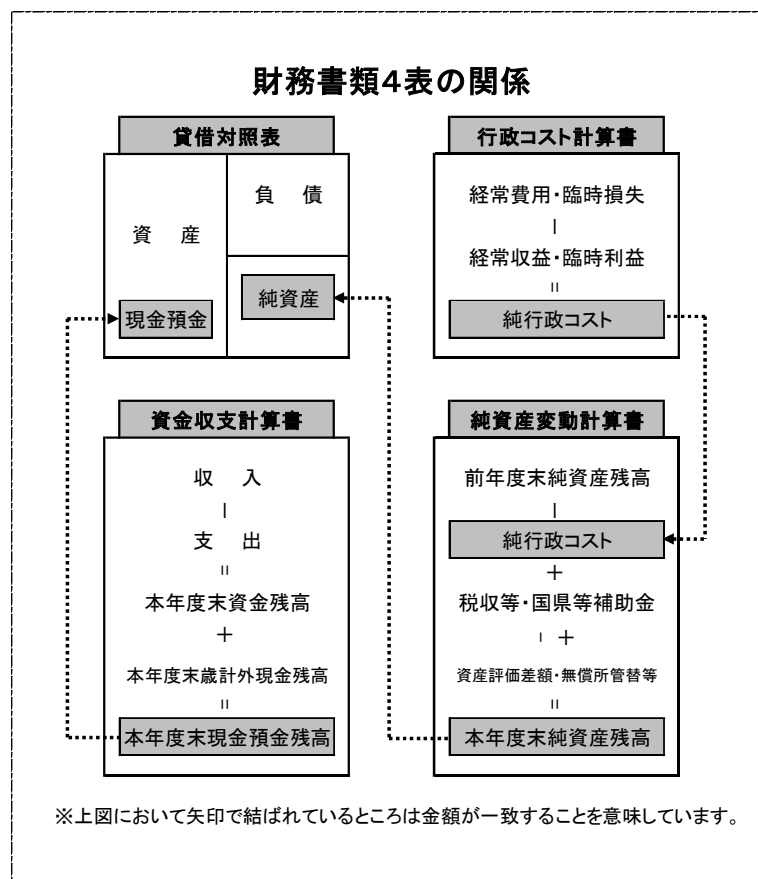 財務書類4表の関係
貸借対照表
資　産
現金預金
負　債
純資産
行政コスト計算書
経常費用・臨時損失
－
経常収益・臨時利益
＝
純行政コスト
資金収支計算書
収　入
－
支　出
＝
本年度末資金残高
＋
本年度末歳計外現金残高
＝
本年度末現金預金残高
純資産変動計算書
前年度末純資産残高
－
純行政コスト
＋
税収等・国県等補助金
－ ＋
資産評価差額・無償所管替等
＝
本年度末純資産残高
※上図において矢印で結ばれているところは金額が一致することを意味しています。